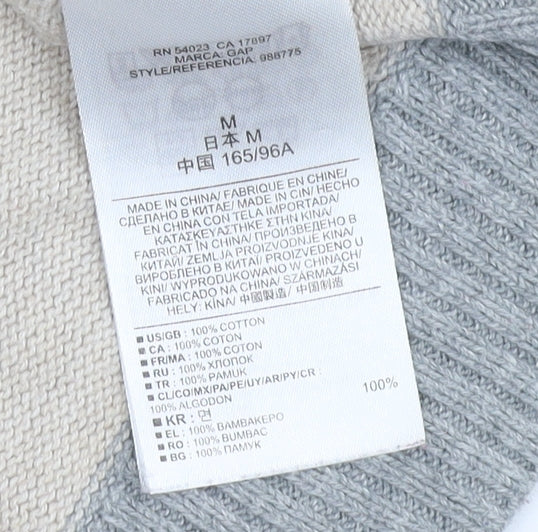 RN 54023 CA 17897
MARCA: GAP
STYLE/REFERENCIA: 988775
M
日本 M
中国 165/96A
MADE IN CHINA/ FABRIQUE EN CHINE/
СДЕЛАНО В КИТАЕ/ MADE IN CIN/ HECHO
EN CHINA CON TELA IMPORTADA/
ΚΑΤΑΣΚΕΥΑΣΤΗΚΕ ΣΤΗΝ ΚΙΝΑ/
FABRICAT ÎN CHINA/ ПРОИЗВЕДЕНО В
КИТАЙ/ ZEMLJA PROIZVODNJE KINA/
ВИРОБЛЕНО В КИТАЇ/ PROIZVEDENO U
KINI/ WYPRODUKOWANO W CHINACH/
FABRICADO NA CHINA/ SZÁRMAZÁSI
HELY: KÍNA/ 中國製造/ 中国制造
US/GB : 100% COTTON
CA : 100% COTON
FR/MA : 100% COTON
RU : 100% ХЛОПОК
TR : 100% PAMUK
CL/CO/MX/PA/PE/UY/AR/PY/CR :
100% ALGODON
KR : 면 100%
EL : 100% ΒΑΜΒΑΚΕΡΟ
RO : 100% BUMBAC
BG : 100% ПАМУК